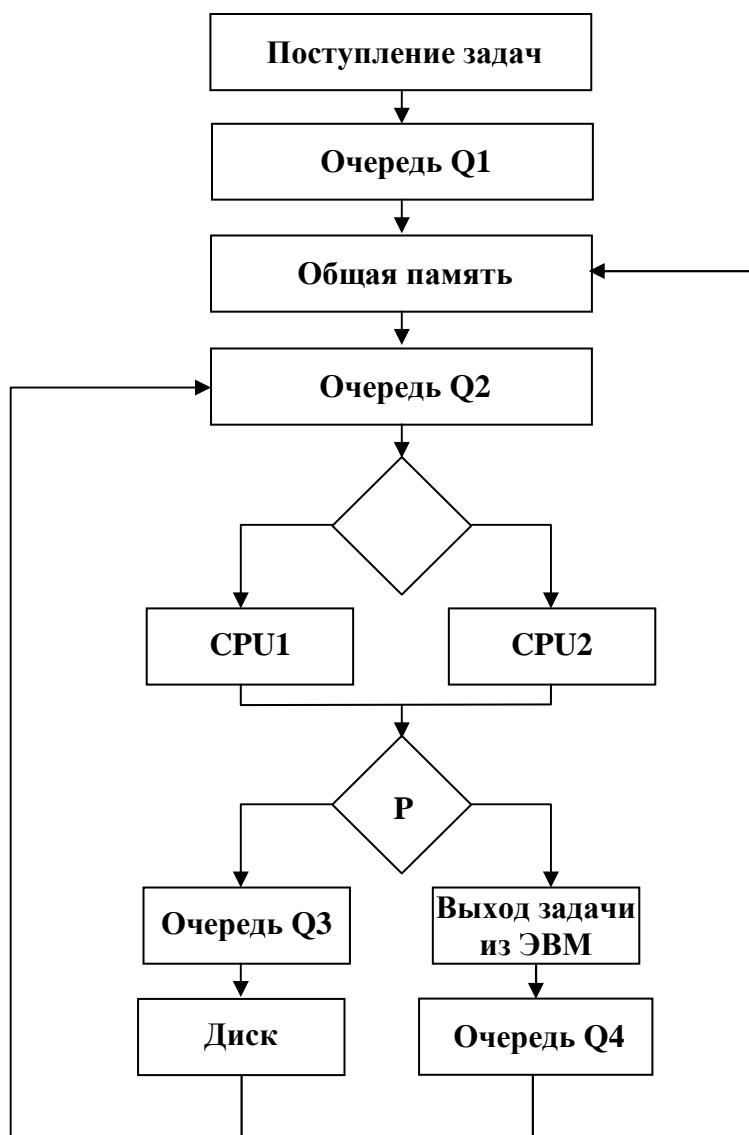 Поступление задач
Очередь Q1
Общая память
Очередь Q2
CPU1
CPU2
P
Очередь Q3
Выход задачи
из ЭВМ
Диск
Очередь Q4